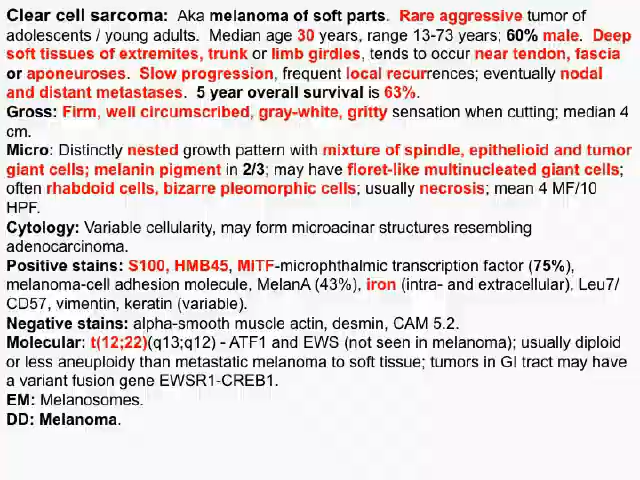 Clear cell sarcoma: Aka melanoma of soft parts. Rare aggressive tumor of
adolescents / young adults. Median age 30 years, range 13-73 years; 60% male. Deep
soft tissues of extremites, trunk or limb girdles, tends to occur near tendon, fascia
or aponeuroses. Slow progression, frequent local recurrences; eventually nodal
and distant metastases. 5 year overall survival is 63%.
Gross: Firm, well circumscribed, gray-white, gritty sensation when cutting; median 4
cm.
Micro: Distinctly nested growth pattern with mixture of spindle, epithelioid and tumor
giant cells; melanin pigment in 2/3; may have floret-like multinucleated giant cells;
often rhabdoid cells, bizarre pleomorphic cells; usually necrosis; mean 4 MF/10
HPF.
Cytology: Variable cellularity, may form microacinar structures resembling
adenocarcinoma.
Positive stains: S100, HMB45, MITF-microphthalmic transcription factor (75%),
melanoma-cell adhesion molecule, MelanA (43%), iron (intra- and extracellular), Leu7/
CD57, vimentin, keratin (variable).
Negative stains: alpha-smooth muscle actin, desmin, CAM 5.2.
Molecular: t(12;22)(q13;q12) - ATF1 and EWS (not seen in melanoma); usually diploid
or less aneuploidy than metastatic melanoma to soft tissue; tumors in GI tract may have
a variant fusion gene EWSR1-CREB1.
EM: Melanosomes.
DD: Melanoma.